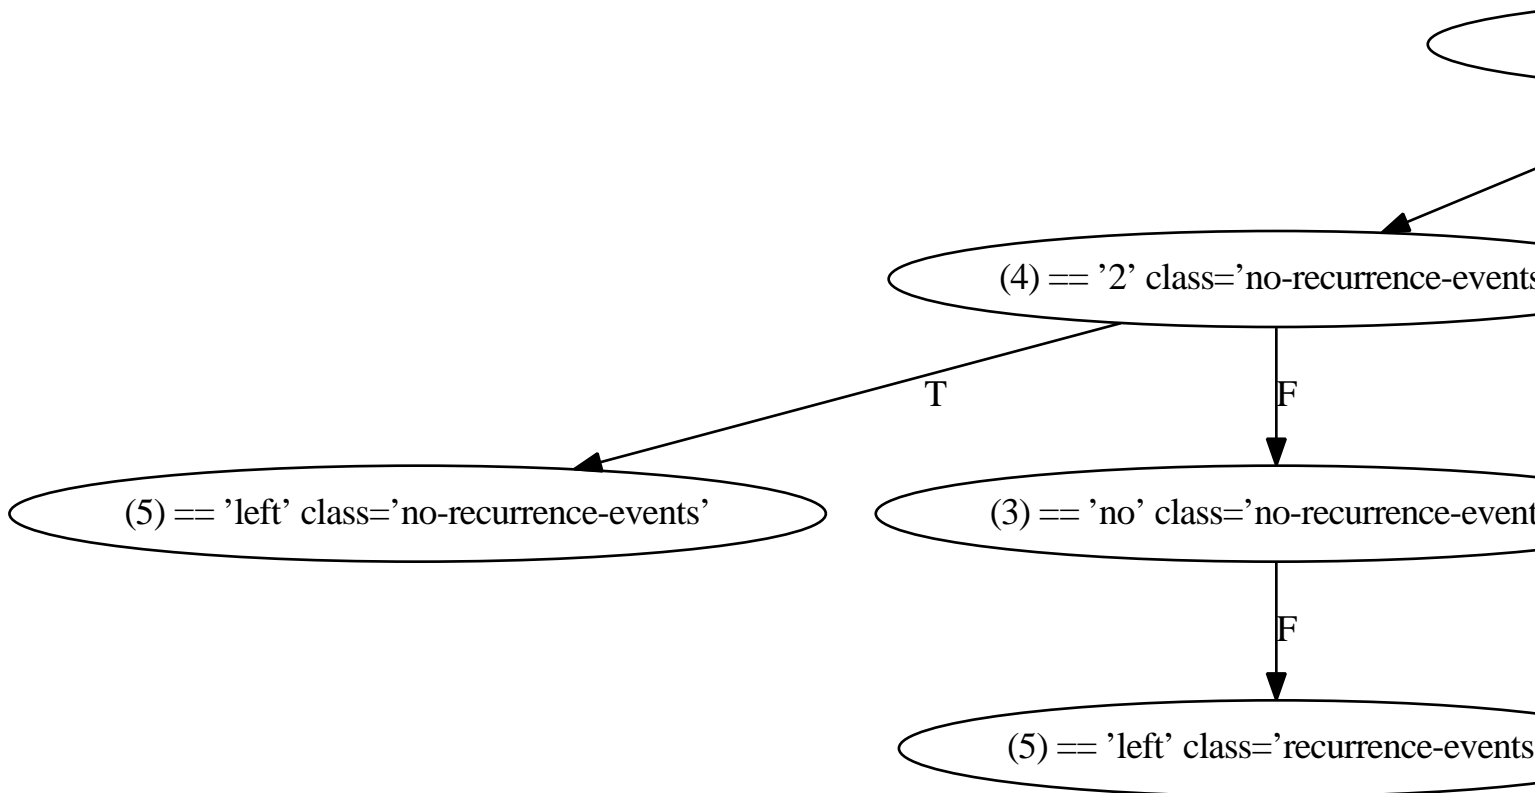 (4) == ’2’ class=’no-recurrence-events
T
F
(5) == ’left’ class=’no-recurrence-events’
(3) == ’no’ class=’no-recurrence-event
F
(5) == ’left’ class=’recurrence-events